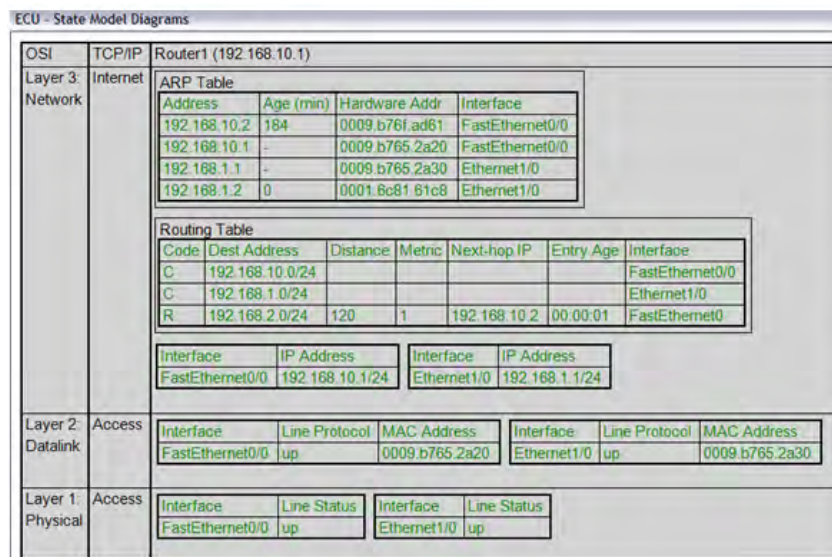 ECU - State Model Diagrams
OSI TCP/IP Router1 (192.168.10.1)
Layer 3: Network Internet
ARP Table
Address Age (min) Hardware Addr Interface
192.168.10.2 184 0009.b76f.ad61 FastEthernet0/0
192.168.10.1 - 0009.b765.2a20 FastEthernet0/0
192.168.1.1 - 0009.b765.2a30 Ethernet1/0
192.168.1.2 0 0001.6c81.61c8 Ethernet1/0
Routing Table
Code Dest Address Distance Metric Next-hop IP Entry Age Interface
C 192.168.10.0/24 FastEthernet0/0
C 192.168.1.0/24 Ethernet1/0
R 192.168.2.0/24 120 1 192.168.10.2 00:00:01 FastEthernet0
Interface IP Address Interface IP Address
FastEthernet0/0 192.168.10.1/24 Ethernet1/0 192.168.1.1/24
Layer 2: Datalink Access
Interface Line Protocol MAC Address Interface Line Protocol MAC Address
FastEthernet0/0 up 0009.b765.2a20 Ethernet1/0 up 0009.b765.2a30
Layer 1: Physical Access
Interface Line Status Interface Line Status
FastEthernet0/0 up Ethernet1/0 up